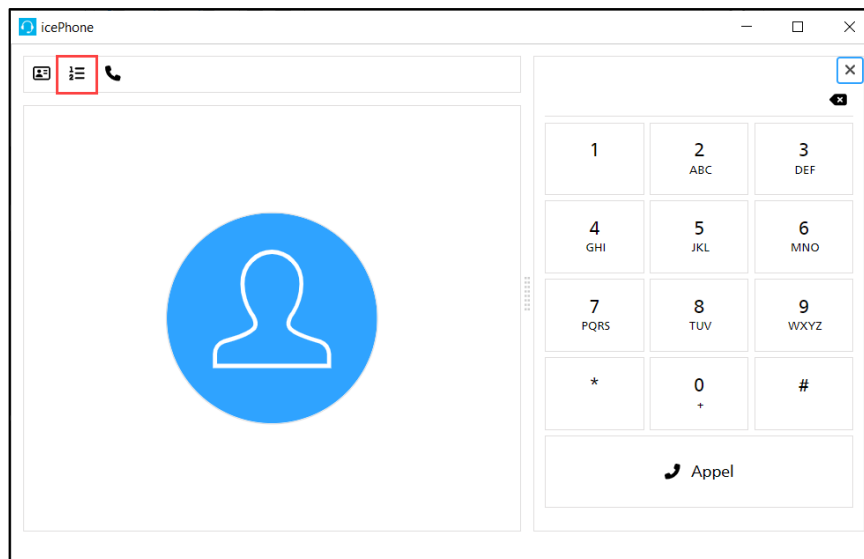 icePhone
1
2
ABC
3
DEF
4
GHI
5
JKL
6
MNO
7
PQRS
8
TUV
9
WXYZ
*
0
+
#
Appel